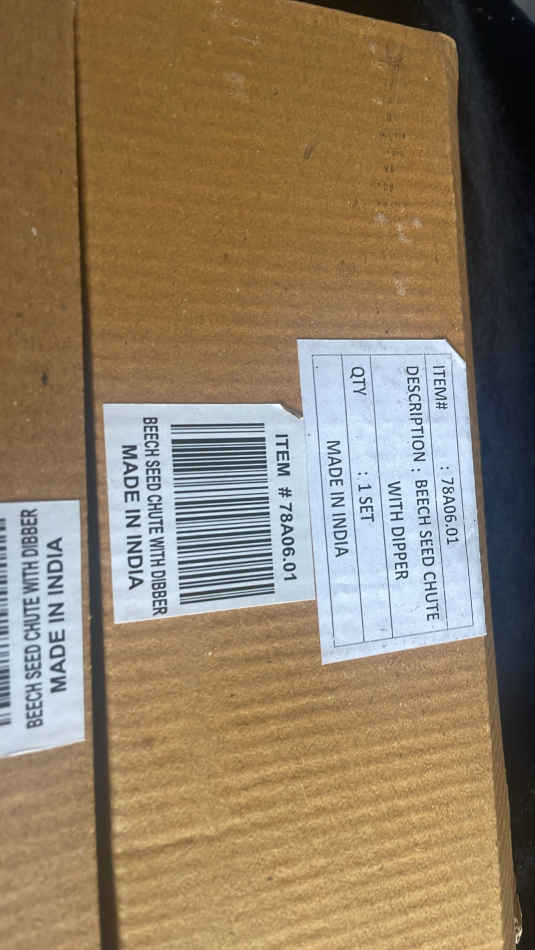 ITEM# : 78A06.01
DESCRIPTION : BEECH SEED CHUTE
WITH DIPPER
QTY : 1 SET
MADE IN INDIA
ITEM # 78A06.01
BEECH SEED CHUTE WITH DIBBER
MADE IN INDIA
BEECH SEED CHUTE WITH DIBBER
MADE IN INDIA